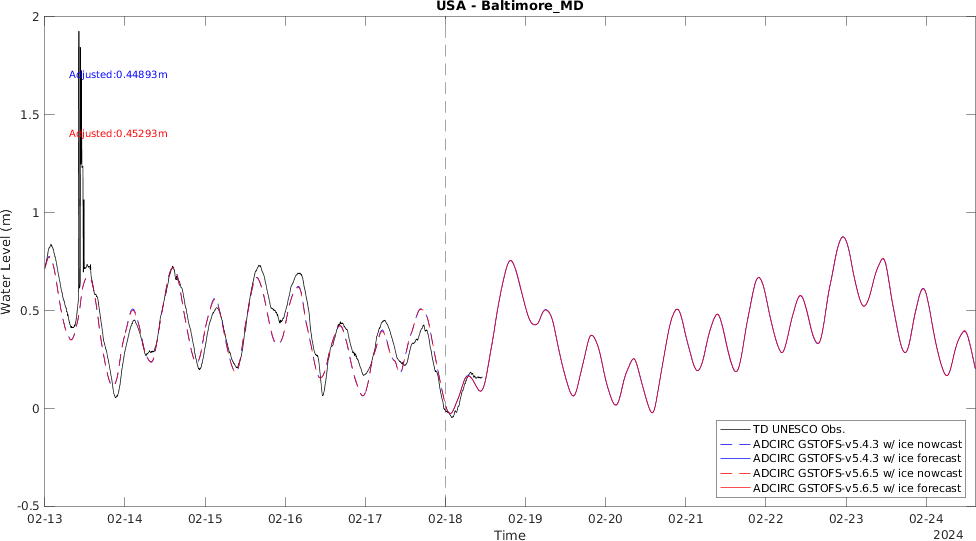 USA - Baltimore_MD
2
1.5
1
0.5
0
-0.5
Water Level (m)
Adjusted:0.44893m
Adjusted:0.45293m
TD UNESCO Obs.
ADCIRC GSTOFS-v5.4.3 w/ ice nowcast
ADCIRC GSTOFS-v5.4.3 w/ ice forecast
ADCIRC GSTOFS-v5.6.5 w/ ice nowcast
ADCIRC GSTOFS-v5.6.5 w/ ice forecast
02-13 02-14 02-15 02-16 02-17 02-18 02-19 02-20 02-21 02-22 02-23 02-24
Time
2024